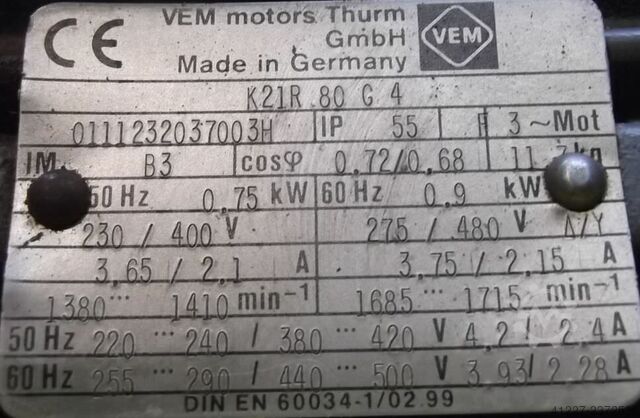 CE VEM motors Thurm GmbH VEM
Made in Germany
K21R 80 G 4
0111232037003H IP 55 F 3 ~Mot
IM B3 cosφ 0.72/0.68
50 Hz 0.75 kW 60 Hz 0.9 kW
230 / 400 V 275 / 480 V Δ/Y
3.65 / 2.1 A 3.75 / 2.15 A
1380 ... 1410 min-1 1685 ... 1715 min-1
50 Hz 220 ... 240 / 380 ... 420 V 4.2 / 2.4 A
60 Hz 255 ... 290 / 440 ... 500 V 3.93/ 2.28 A
DIN EN 60034-1/02.99